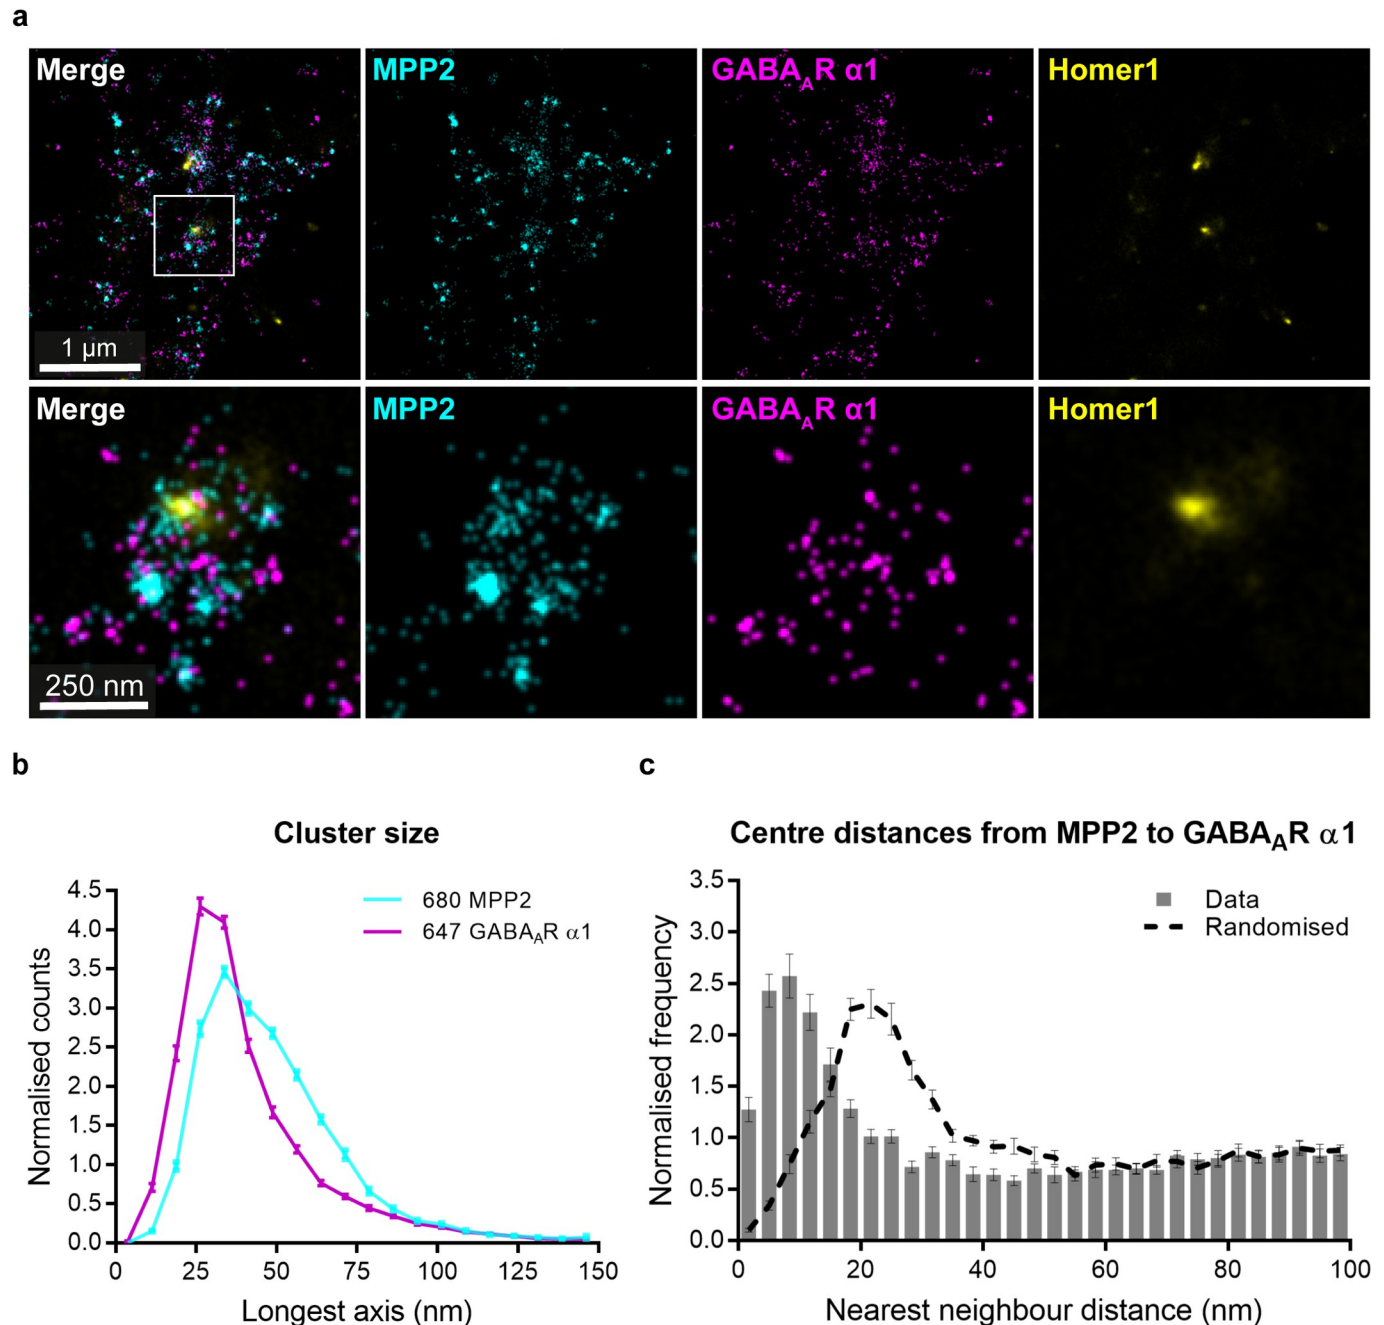 a
Merge
MPP2
GABA_AR α1
Homer1
1 µm
Merge
MPP2
GABA_AR α1
Homer1
250 nm
b
c
Cluster size
4.5
4.0
3.5
3.0
2.5
2.0
1.5
1.0
0.5
0.0
Normalised counts
680 MPP2
647 GABA_AR α1
0 25 50 75 100 125 150
Longest axis (nm)
Centre distances from MPP2 to GABA_AR α1
3.5
3.0
2.5
2.0
1.5
1.0
0.5
0.0
Normalised frequency
Data
Randomised
0 20 40 60 80 100
Nearest neighbour distance (nm)